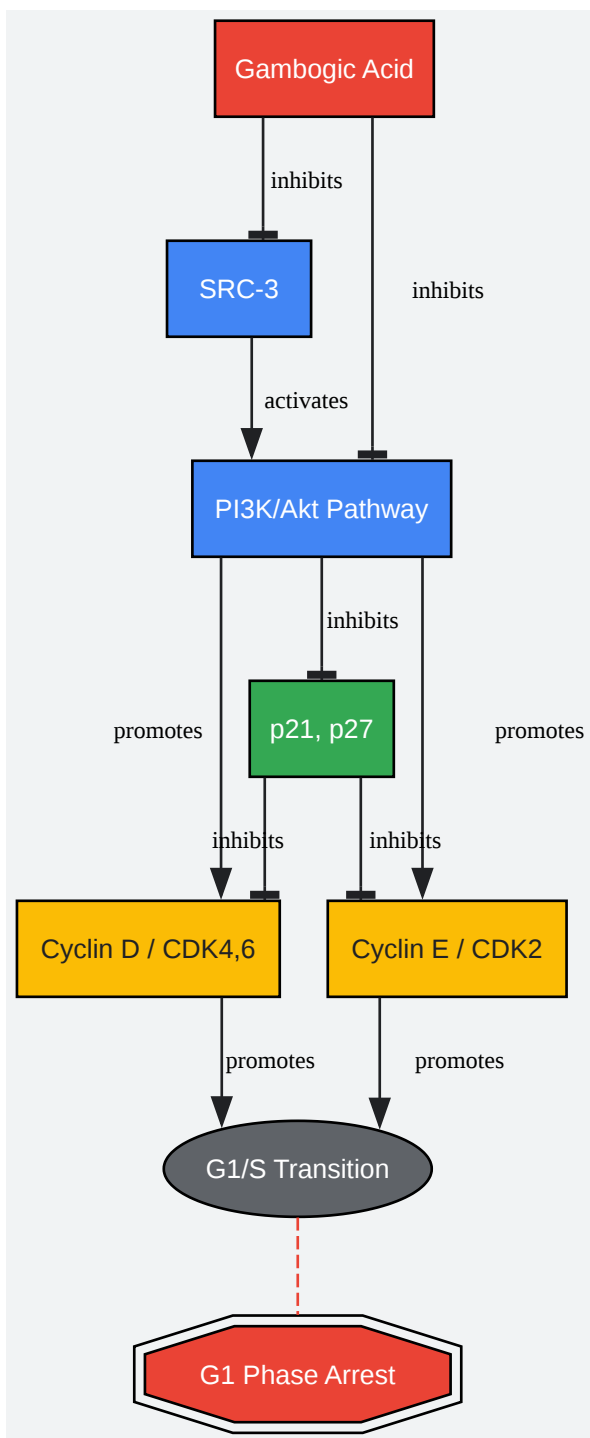 Gambogic Acid
inhibits
SRC-3
inhibits
activates
PI3K/Akt Pathway
inhibits
promotes
p21, p27
promotes
inhibits
inhibits
Cyclin D / CDK4,6
Cyclin E / CDK2
promotes
promotes
G1/S Transition
G1 Phase Arrest